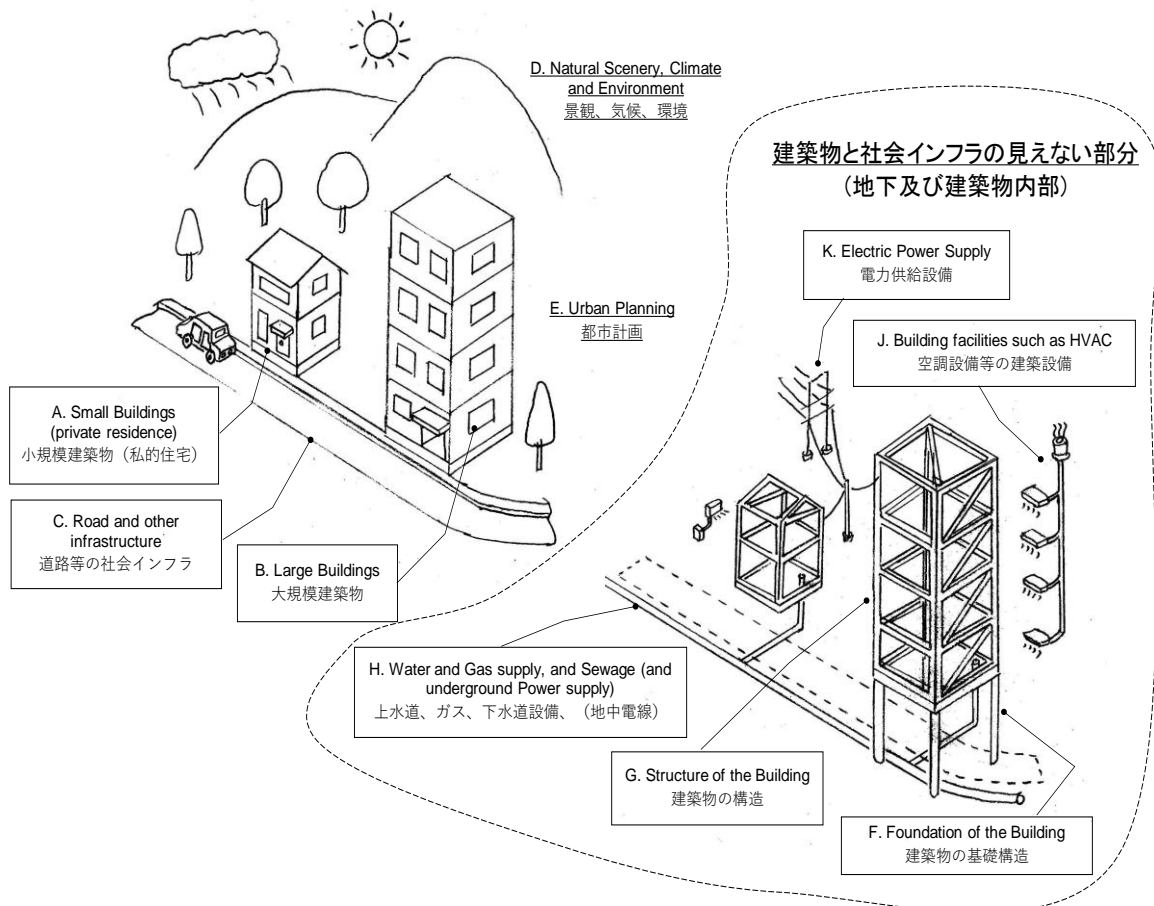 D. Natural Scenery, Climate
and Environment
景観、気候、環境
建築物と社会インフラの見えない部分
(地下及び建築物内部)
K. Electric Power Supply
電力供給設備
E. Urban Planning
都市計画
J. Building facilities such as HVAC
空調設備等の建築設備
A. Small Buildings
(private residence)
小規模建築物（私的住宅）
C. Road and other
infrastructure
道路等の社会インフラ
B. Large Buildings
大規模建築物
H. Water and Gas supply, and Sewage (and
underground Power supply)
上水道、ガス、下水道設備、（地中電線）
G. Structure of the Building
建築物の構造
F. Foundation of the Building
建築物の基礎構造